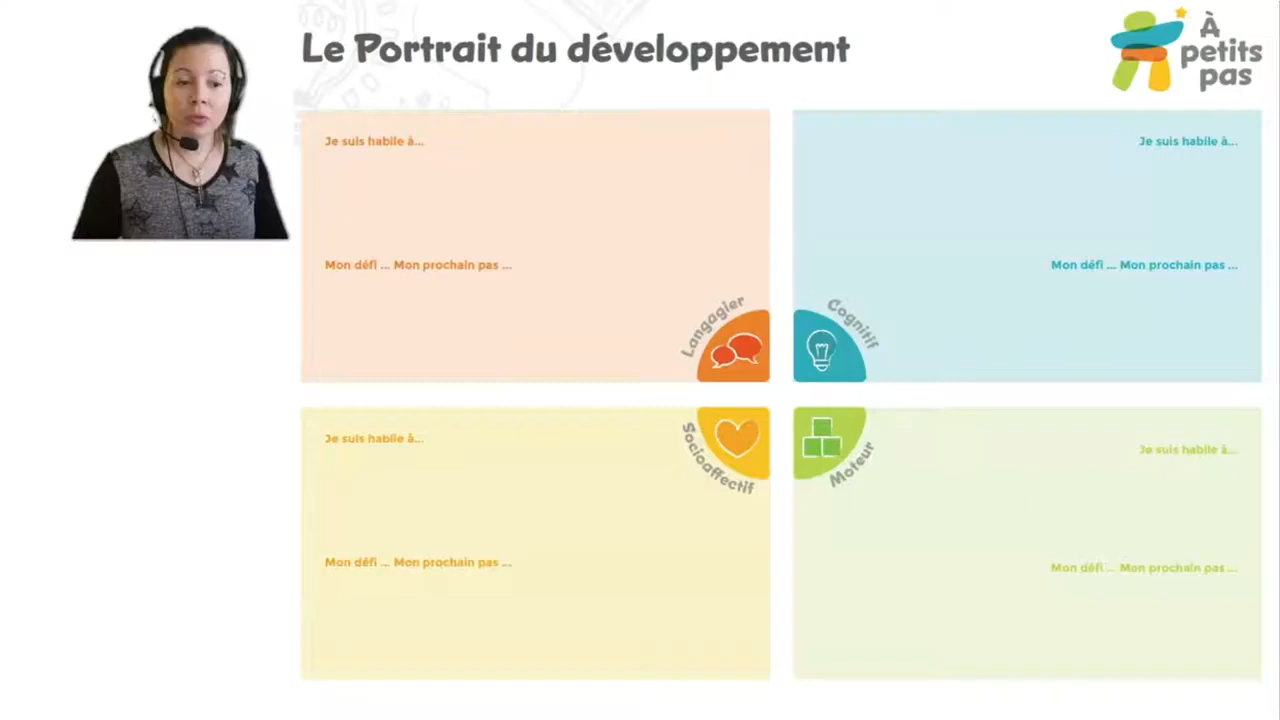 Le Portrait du développement
À
petits
pas
Je suis habile à...
Mon défi ... Mon prochain pas ...
Langagier
Je suis habile à...
Mon défi ... Mon prochain pas ...
Cognitif
Je suis habile à...
Mon défi ... Mon prochain pas ...
Socioaffectif
Je suis habile à...
Mon défi ... Mon prochain pas ...
Moteur